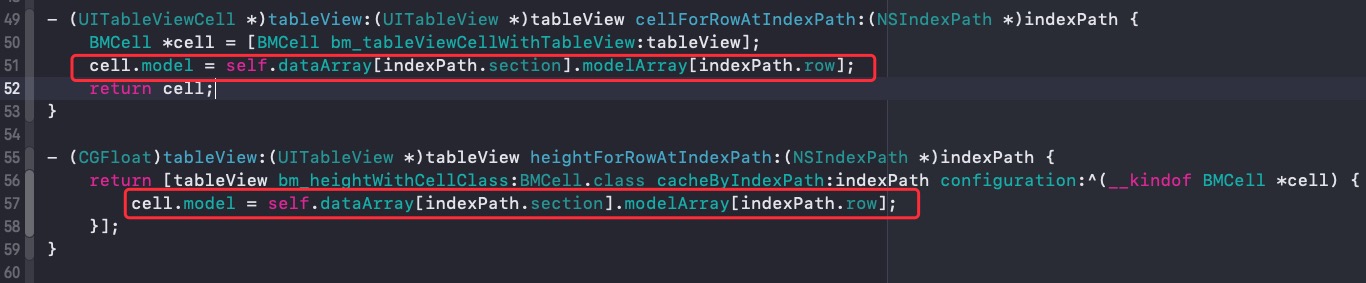 49 - (UITableViewCell *)tableView:(UITableView *)tableView cellForRowAtIndexPath:(NSIndexPath *)indexPath {
50 BMCell *cell = [BMCell bm_tableViewCellWithTableView:tableView];
51 cell.model = self.dataArray[indexPath.section].modelArray[indexPath.row];
52 return cell;
53 }
54
55 - (CGFloat)tableView:(UITableView *)tableView heightForRowAtIndexPath:(NSIndexPath *)indexPath {
56 return [tableView bm_heightWithCellClass:BMCell.class cacheByIndexPath:indexPath configuration:^(__kindof BMCell *cell) {
57 cell.model = self.dataArray[indexPath.section].modelArray[indexPath.row];
58 }];
59 }
60